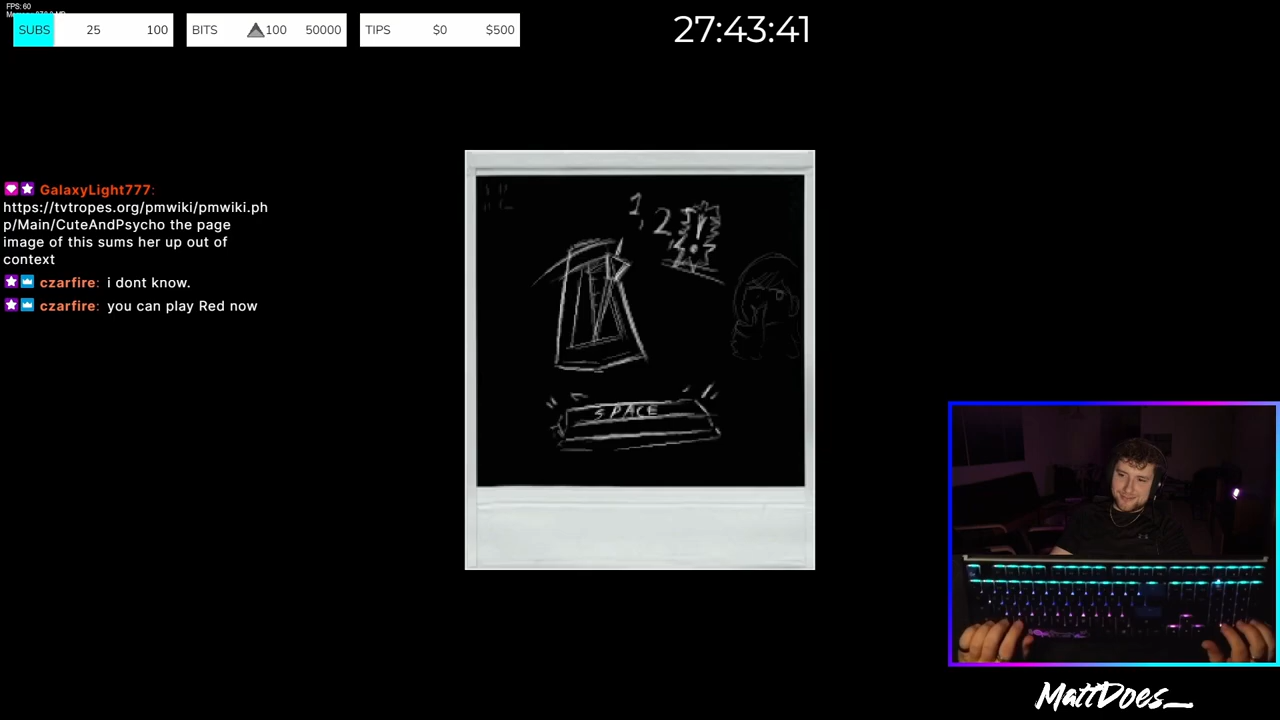 FPS: 60
SUBS 25 100
BITS 100 50000
TIPS $0 $500
27:43:41
GalaxyLight777:
https://tvtropes.org/pmwiki/pmwiki.ph
p/Main/CuteAndPsycho the page
image of this sums her up out of
context
czarfire: i dont know.
czarfire: you can play Red now
1, 2, !
SPACE
MattDoes_